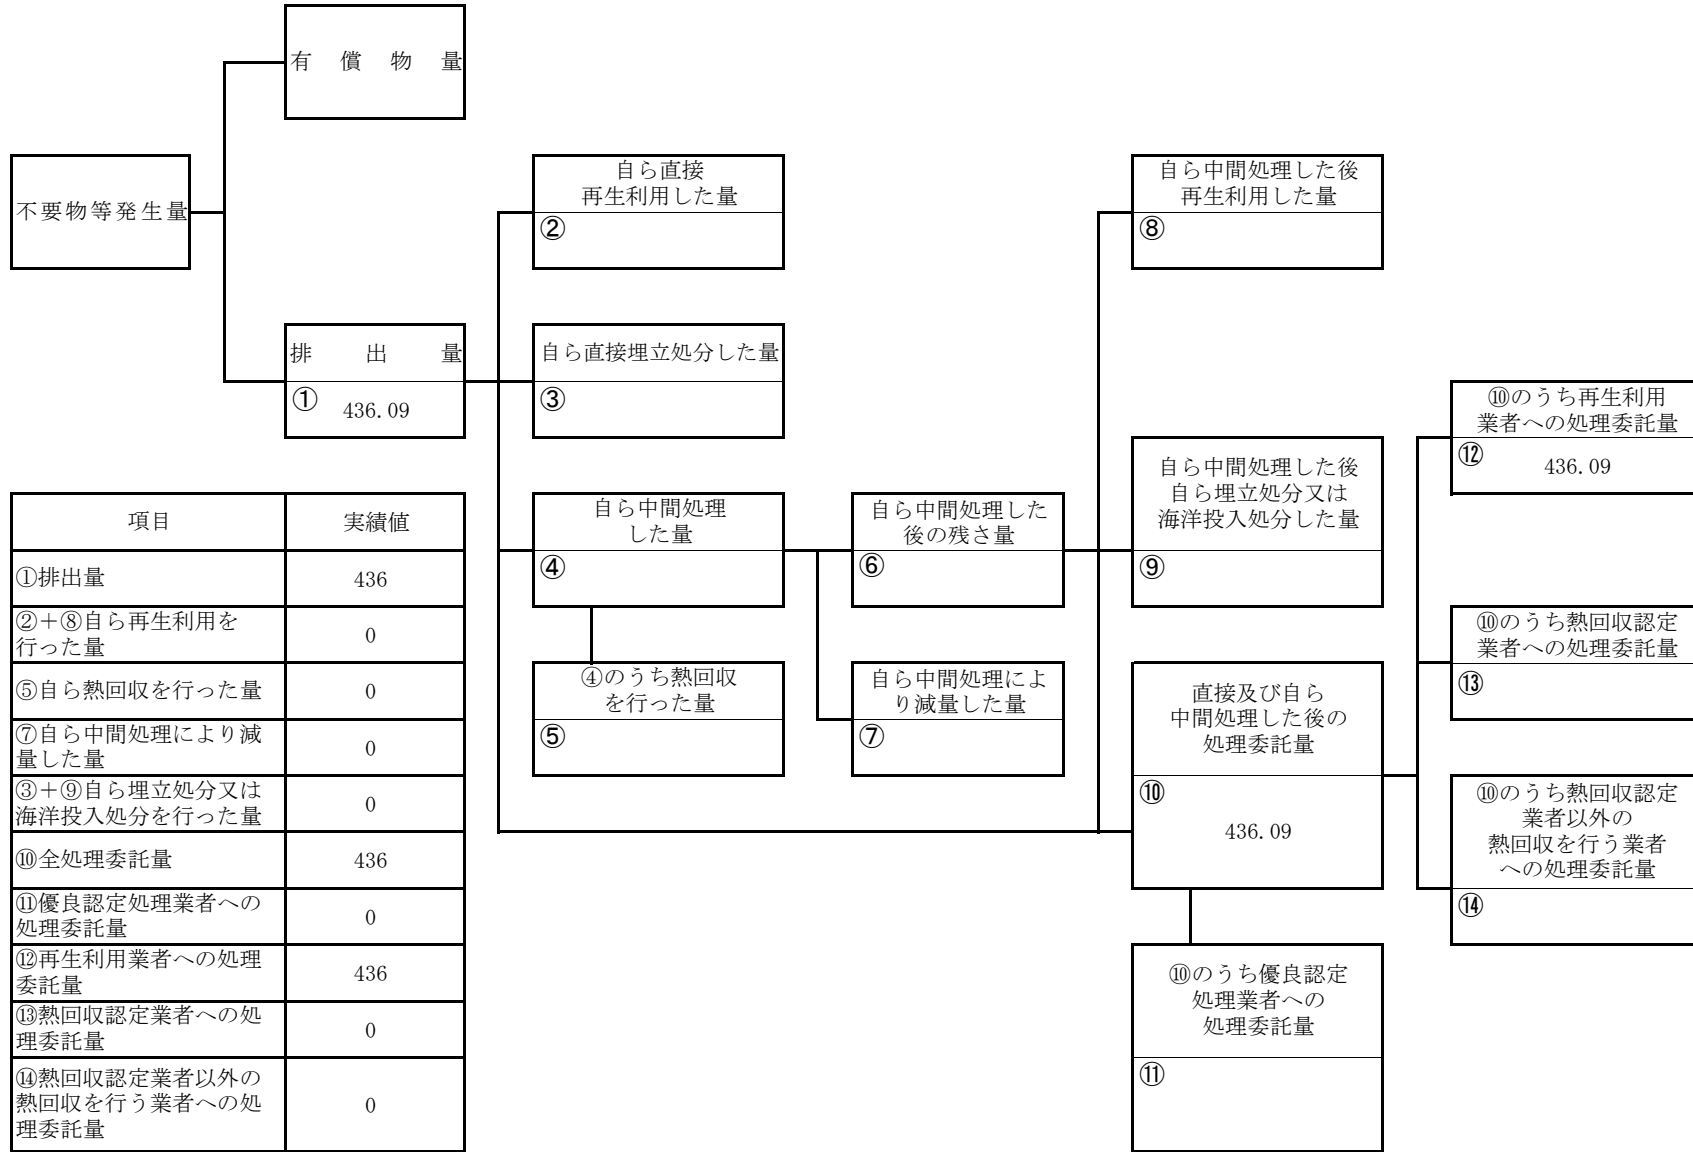 有償物量
不要物等発生量
排出量
① 436.09
自ら直接
再生利用した量
②
自ら直接埋立処分した量
③
自ら中間処理
した量
④
④のうち熱回収
を行った量
⑤
自ら中間処理した
後の残さ量
⑥
自ら中間処理によ
り減量した量
⑦
自ら中間処理した後
再生利用した量
⑧
自ら中間処理した後
自ら埋立処分又は
海洋投入処分した量
⑨
直接及び自ら
中間処理した後の
処理委託量
⑩
436.09
⑩のうち優良認定
処理業者への
処理委託量
⑪
⑩のうち再生利用
業者への処理委託量
⑫ 436.09
⑩のうち熱回収認定
業者への処理委託量
⑬
⑩のうち熱回収認定
業者以外の
熱回収を行う業者
への処理委託量
⑭
項目 実績値
①排出量 436
②＋⑧自ら再生利用を
行った量 0
⑤自ら熱回収を行った量 0
⑦自ら中間処理により減
量した量 0
③＋⑨自ら埋立処分又は
海洋投入処分を行った量 0
⑩全処理委託量 436
⑪優良認定処理業者への
処理委託量 0
⑫再生利用業者への処理
委託量 436
⑬熱回収認定業者への処
理委託量 0
⑭熱回収認定業者以外の
熱回収を行う業者への処
理委託量 0